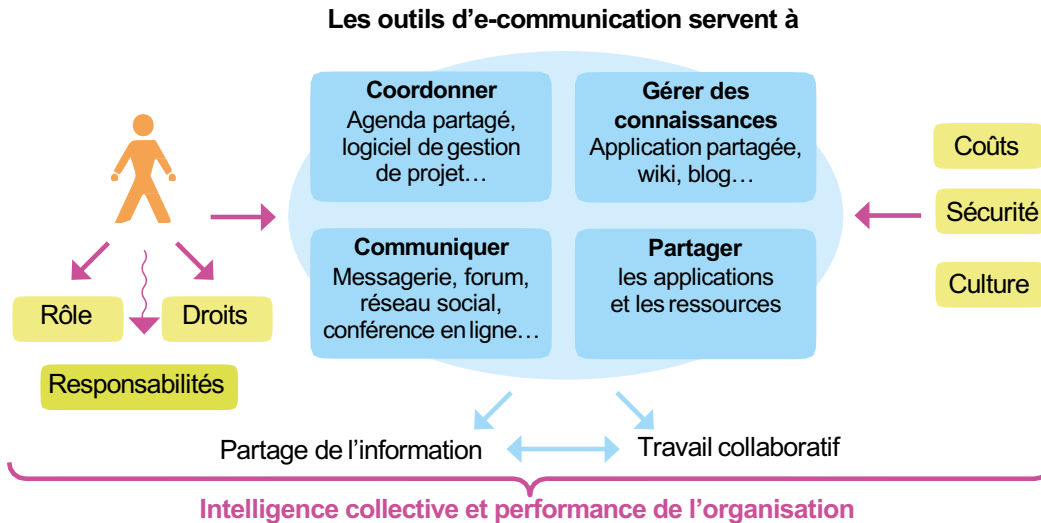 Les outils d'e-communication servent à
Coordonner
Agenda partagé,
logiciel de gestion
de projet…
Gérer des
connaissances
Application partagée,
wiki, blog…
Communiquer
Messagerie, forum,
réseau social,
conférence en ligne…
Partager
les applications
et les ressources
Rôle
Droits
Responsabilités
Coûts
Sécurité
Culture
Partage de l'information
Travail collaboratif
Intelligence collective et performance de l'organisation